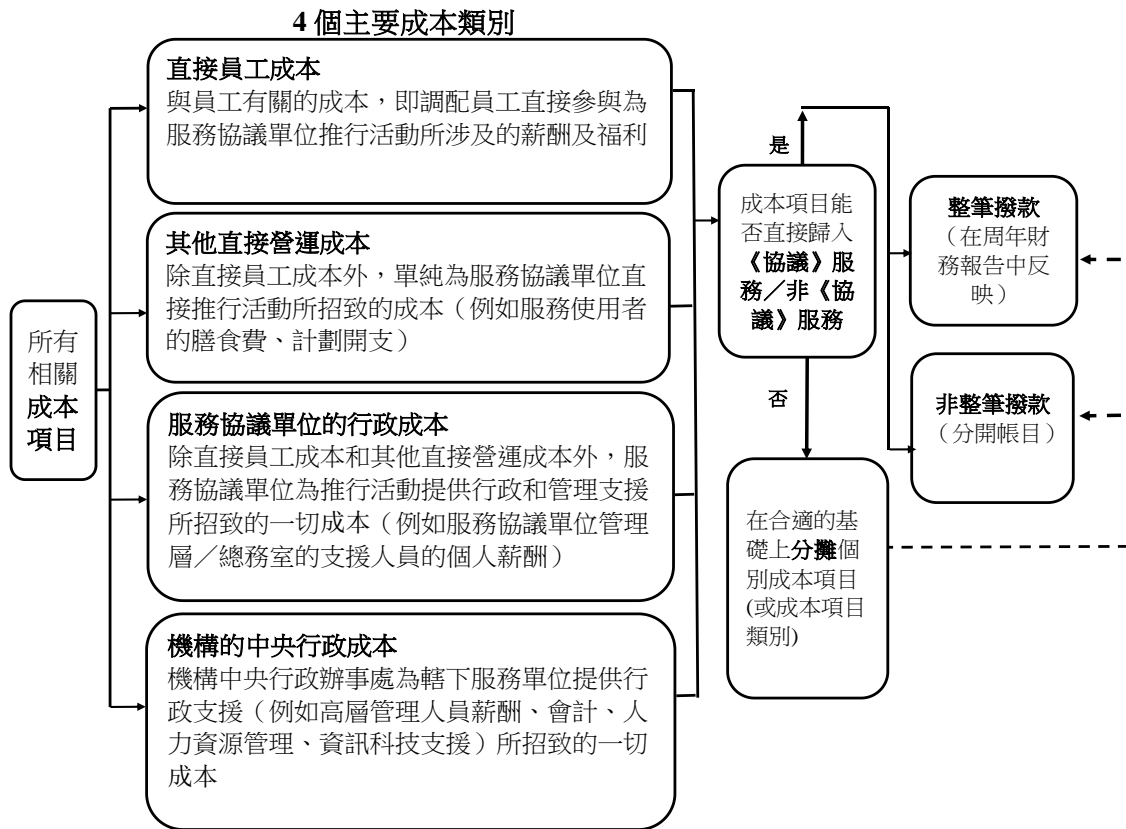 4 個主要成本類別
所有
相關
成本
項目
直接員工成本
與員工有關的成本，即調配員工直接參與為
服務協議單位推行活動所涉及的薪酬及福利
其他直接營運成本
除直接員工成本外，單純為服務協議單位直
接推行活動所招致的成本（例如服務使用者
的膳食費、計劃開支）
服務協議單位的行政成本
除直接員工成本和其他直接營運成本外，服
務協議單位為推行活動提供行政和管理支援
所招致的一切成本（例如服務協議單位管理
層／總務室的支援人員的個人薪酬）
機構的中央行政成本
機構中央行政辦事處為轄下服務單位提供行
政支援（例如高層管理人員薪酬、會計、人
力資源管理、資訊科技支援）所招致的一切
成本
成本項目能
否直接歸入
《協議》服
務／非《協
議》服務
是
否
在合適的基
礎上分攤個
別成本項目
(或成本項目
類別)
整筆撥款
（在周年財
務報告中反
映）
非整筆撥款
（分開帳目）